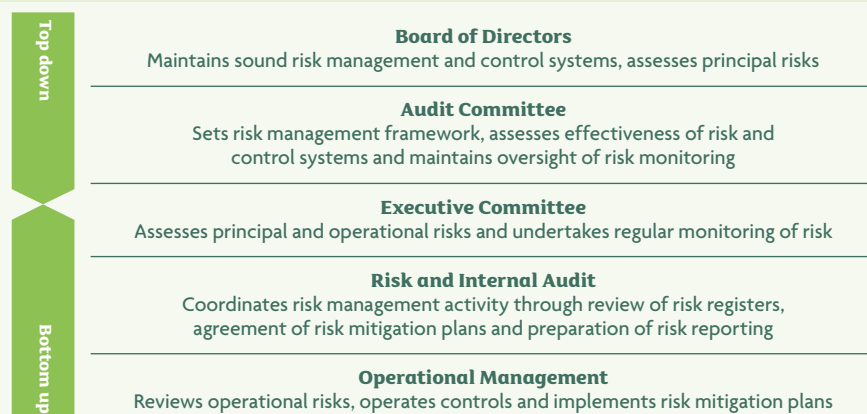 Top down
Board of Directors
Maintains sound risk management and control systems, assesses principal risks
Audit Committee
Sets risk management framework, assesses effectiveness of risk and
control systems and maintains oversight of risk monitoring
Executive Committee
Assesses principal and operational risks and undertakes regular monitoring of risk
Risk and Internal Audit
Coordinates risk management activity through review of risk registers,
agreement of risk mitigation plans and preparation of risk reporting
Bottom up
Operational Management
Reviews operational risks, operates controls and implements risk mitigation plans